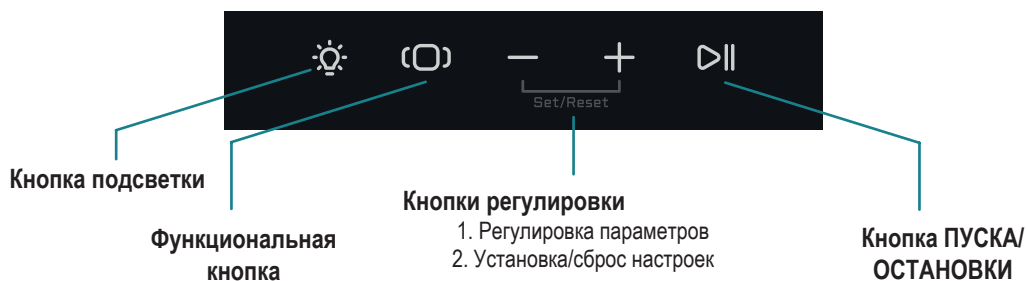 Set/Reset
Кнопка подсветки
Функциональная
кнопка
Кнопки регулировки
1. Регулировка параметров
2. Установка/сброс настроек
Кнопка ПУСКА/
ОСТАНОВКИ